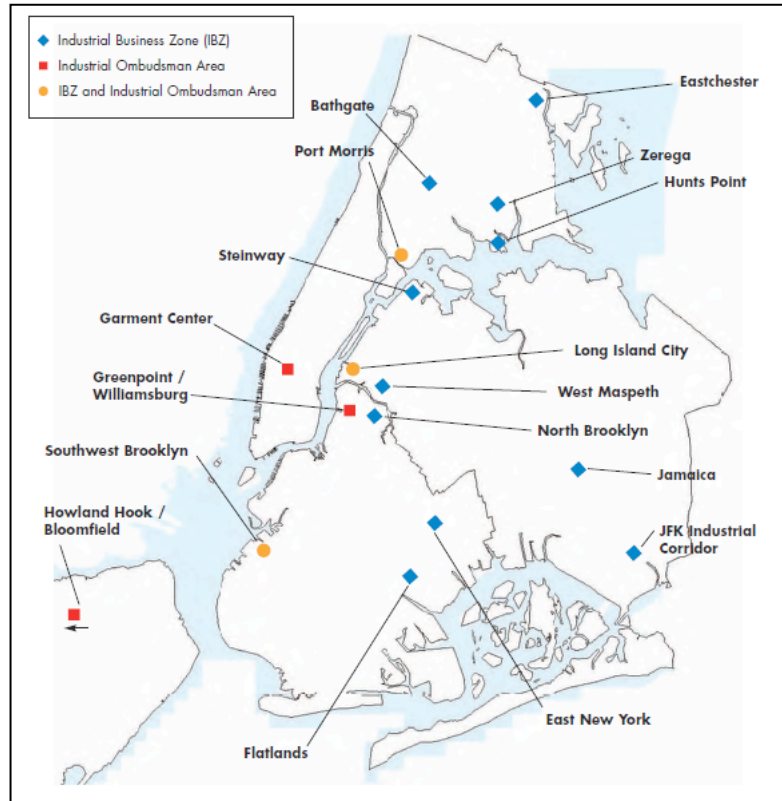 Industrial Business Zone (IBZ)
Industrial Ombudsman Area
IBZ and Industrial Ombudsman Area
Eastchester
Bathgate
Port Morris
Zerega
Hunts Point
Steinway
Garment Center
Long Island City
Greenpoint /
Williamsburg
West Maspeth
North Brooklyn
Southwest Brooklyn
Jamaica
Howland Hook /
Bloomfield
JFK Industrial
Corridor
East New York
Flatlands